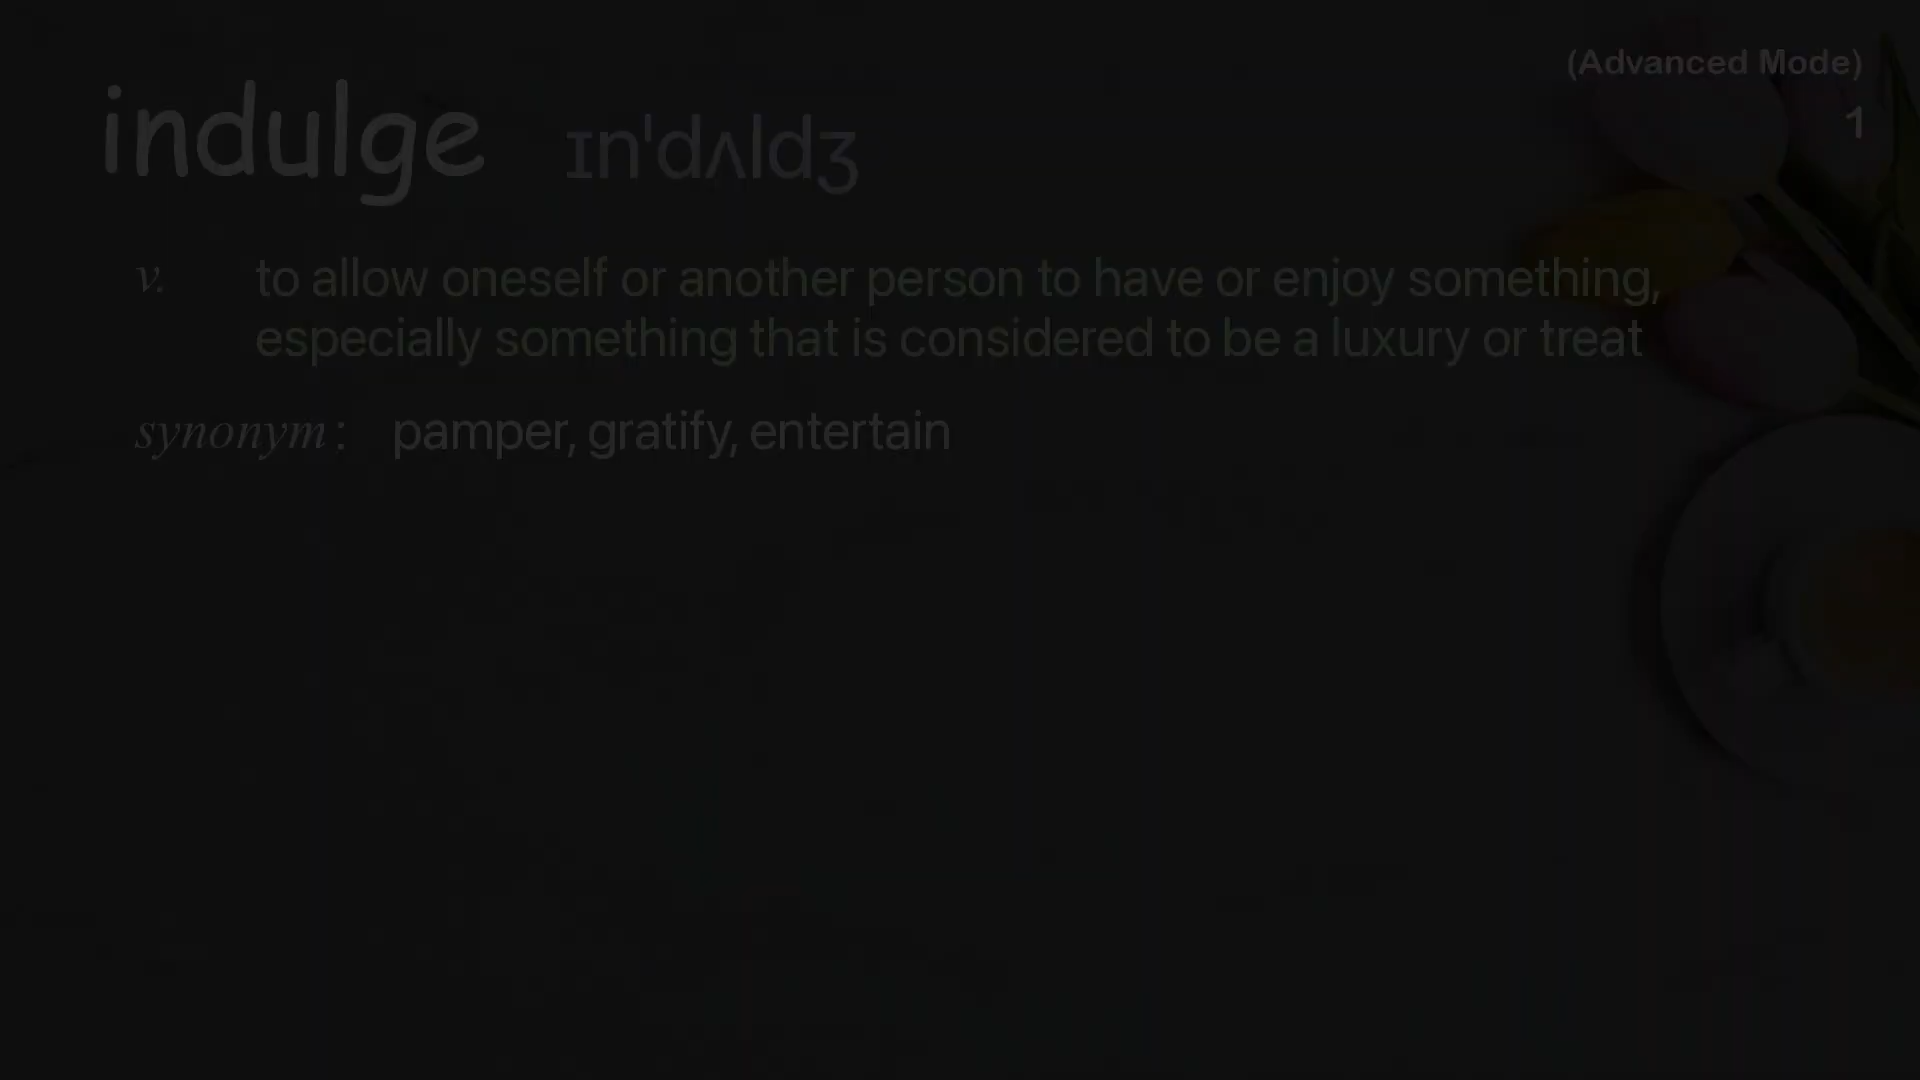 (Advanced Mode)
indulge ɪnˈdʌldʒ
1
v. to allow oneself or another person to have or enjoy something,
especially something that is considered to be a luxury or treat
synonym : pamper, gratify, entertain